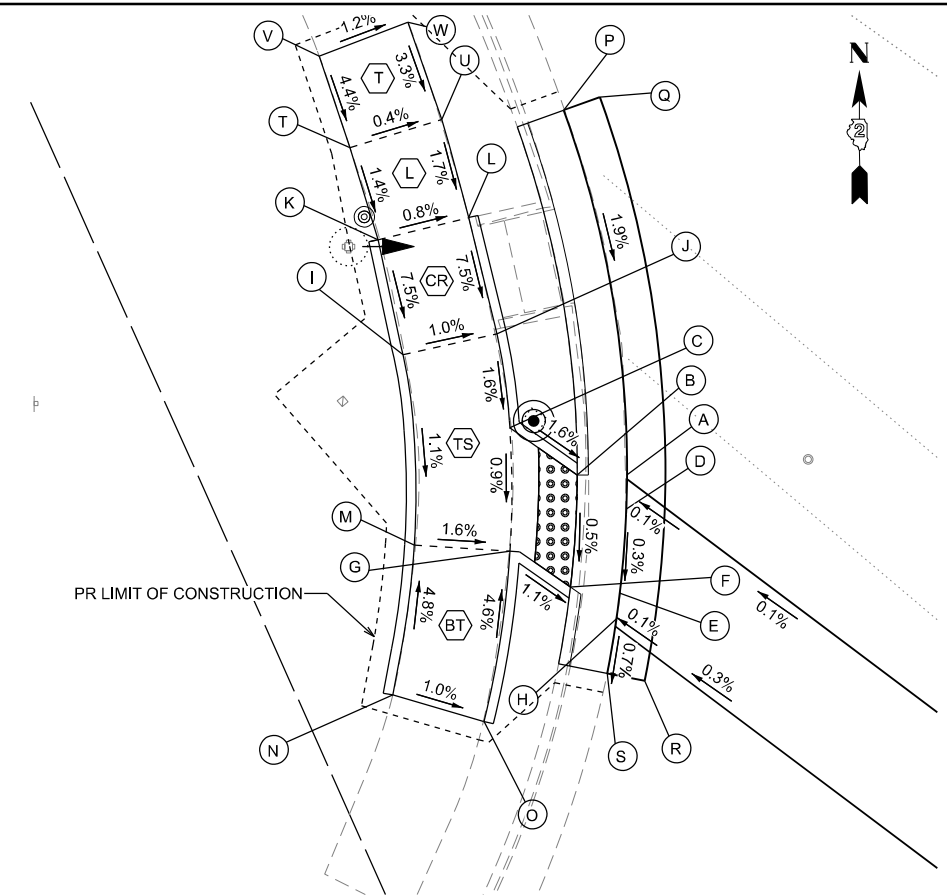 1.2%
V
W
P
U
N
3.3%
T
4.4%
Q
2
0.4%
T
L
L
1.7%
1.4%
K
0.8%
1.9%
J
I
7.5%
CR
7.5%
1.0%
C
1.6%
B
1.6%
A
TS
1.1%
0.9%
D
M
1.6%
0.1%
0.5%
0.3%
G
F
PR LIMIT OF CONSTRUCTION
1.1%
0.1%
4.8%
4.6%
BT
0.1%
E
0.7%
0.3%
1.0%
H
N
S
R
O